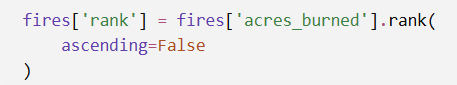 fires['rank'] = fires['acres_burned'].rank(
    ascending=False
)